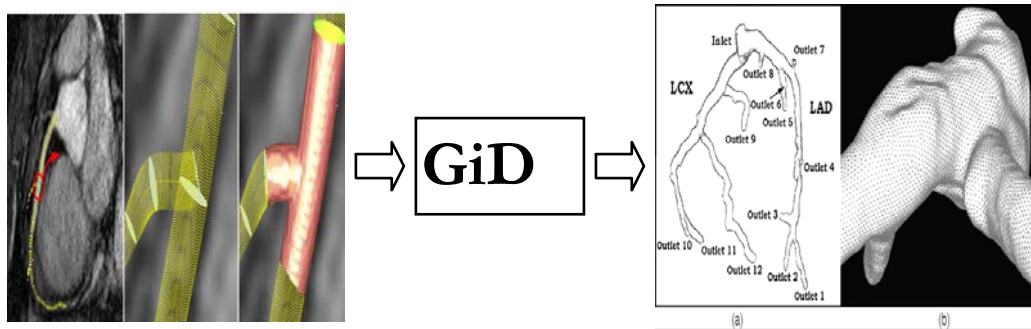 GiD
Inlet
Outlet 7
Outlet 8
LCX
LAD
Outlet 6
Outlet 5
Outlet 9
Outlet 4
Outlet 3
Outlet 10
Outlet 11
Outlet 12
Outlet 2
Outlet 1
(a)
(b)